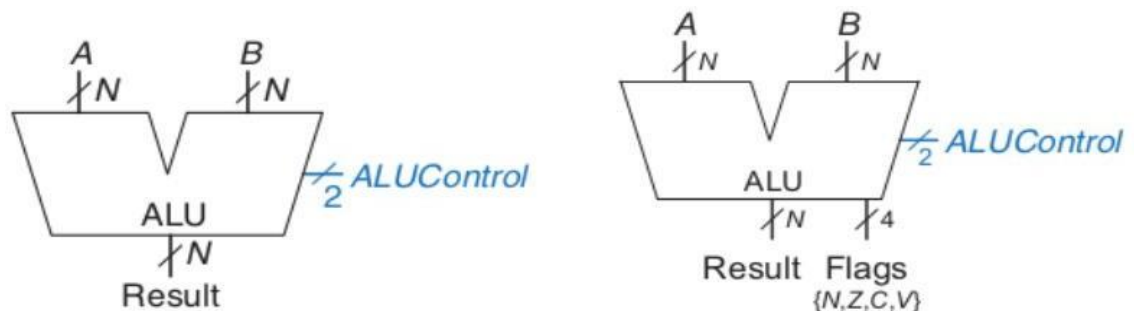 A B
N N
ALUControl
2
ALU
N
Result
A B
N N
ALUControl
2
ALU
N 4
Result Flags
{N,Z,C,V}